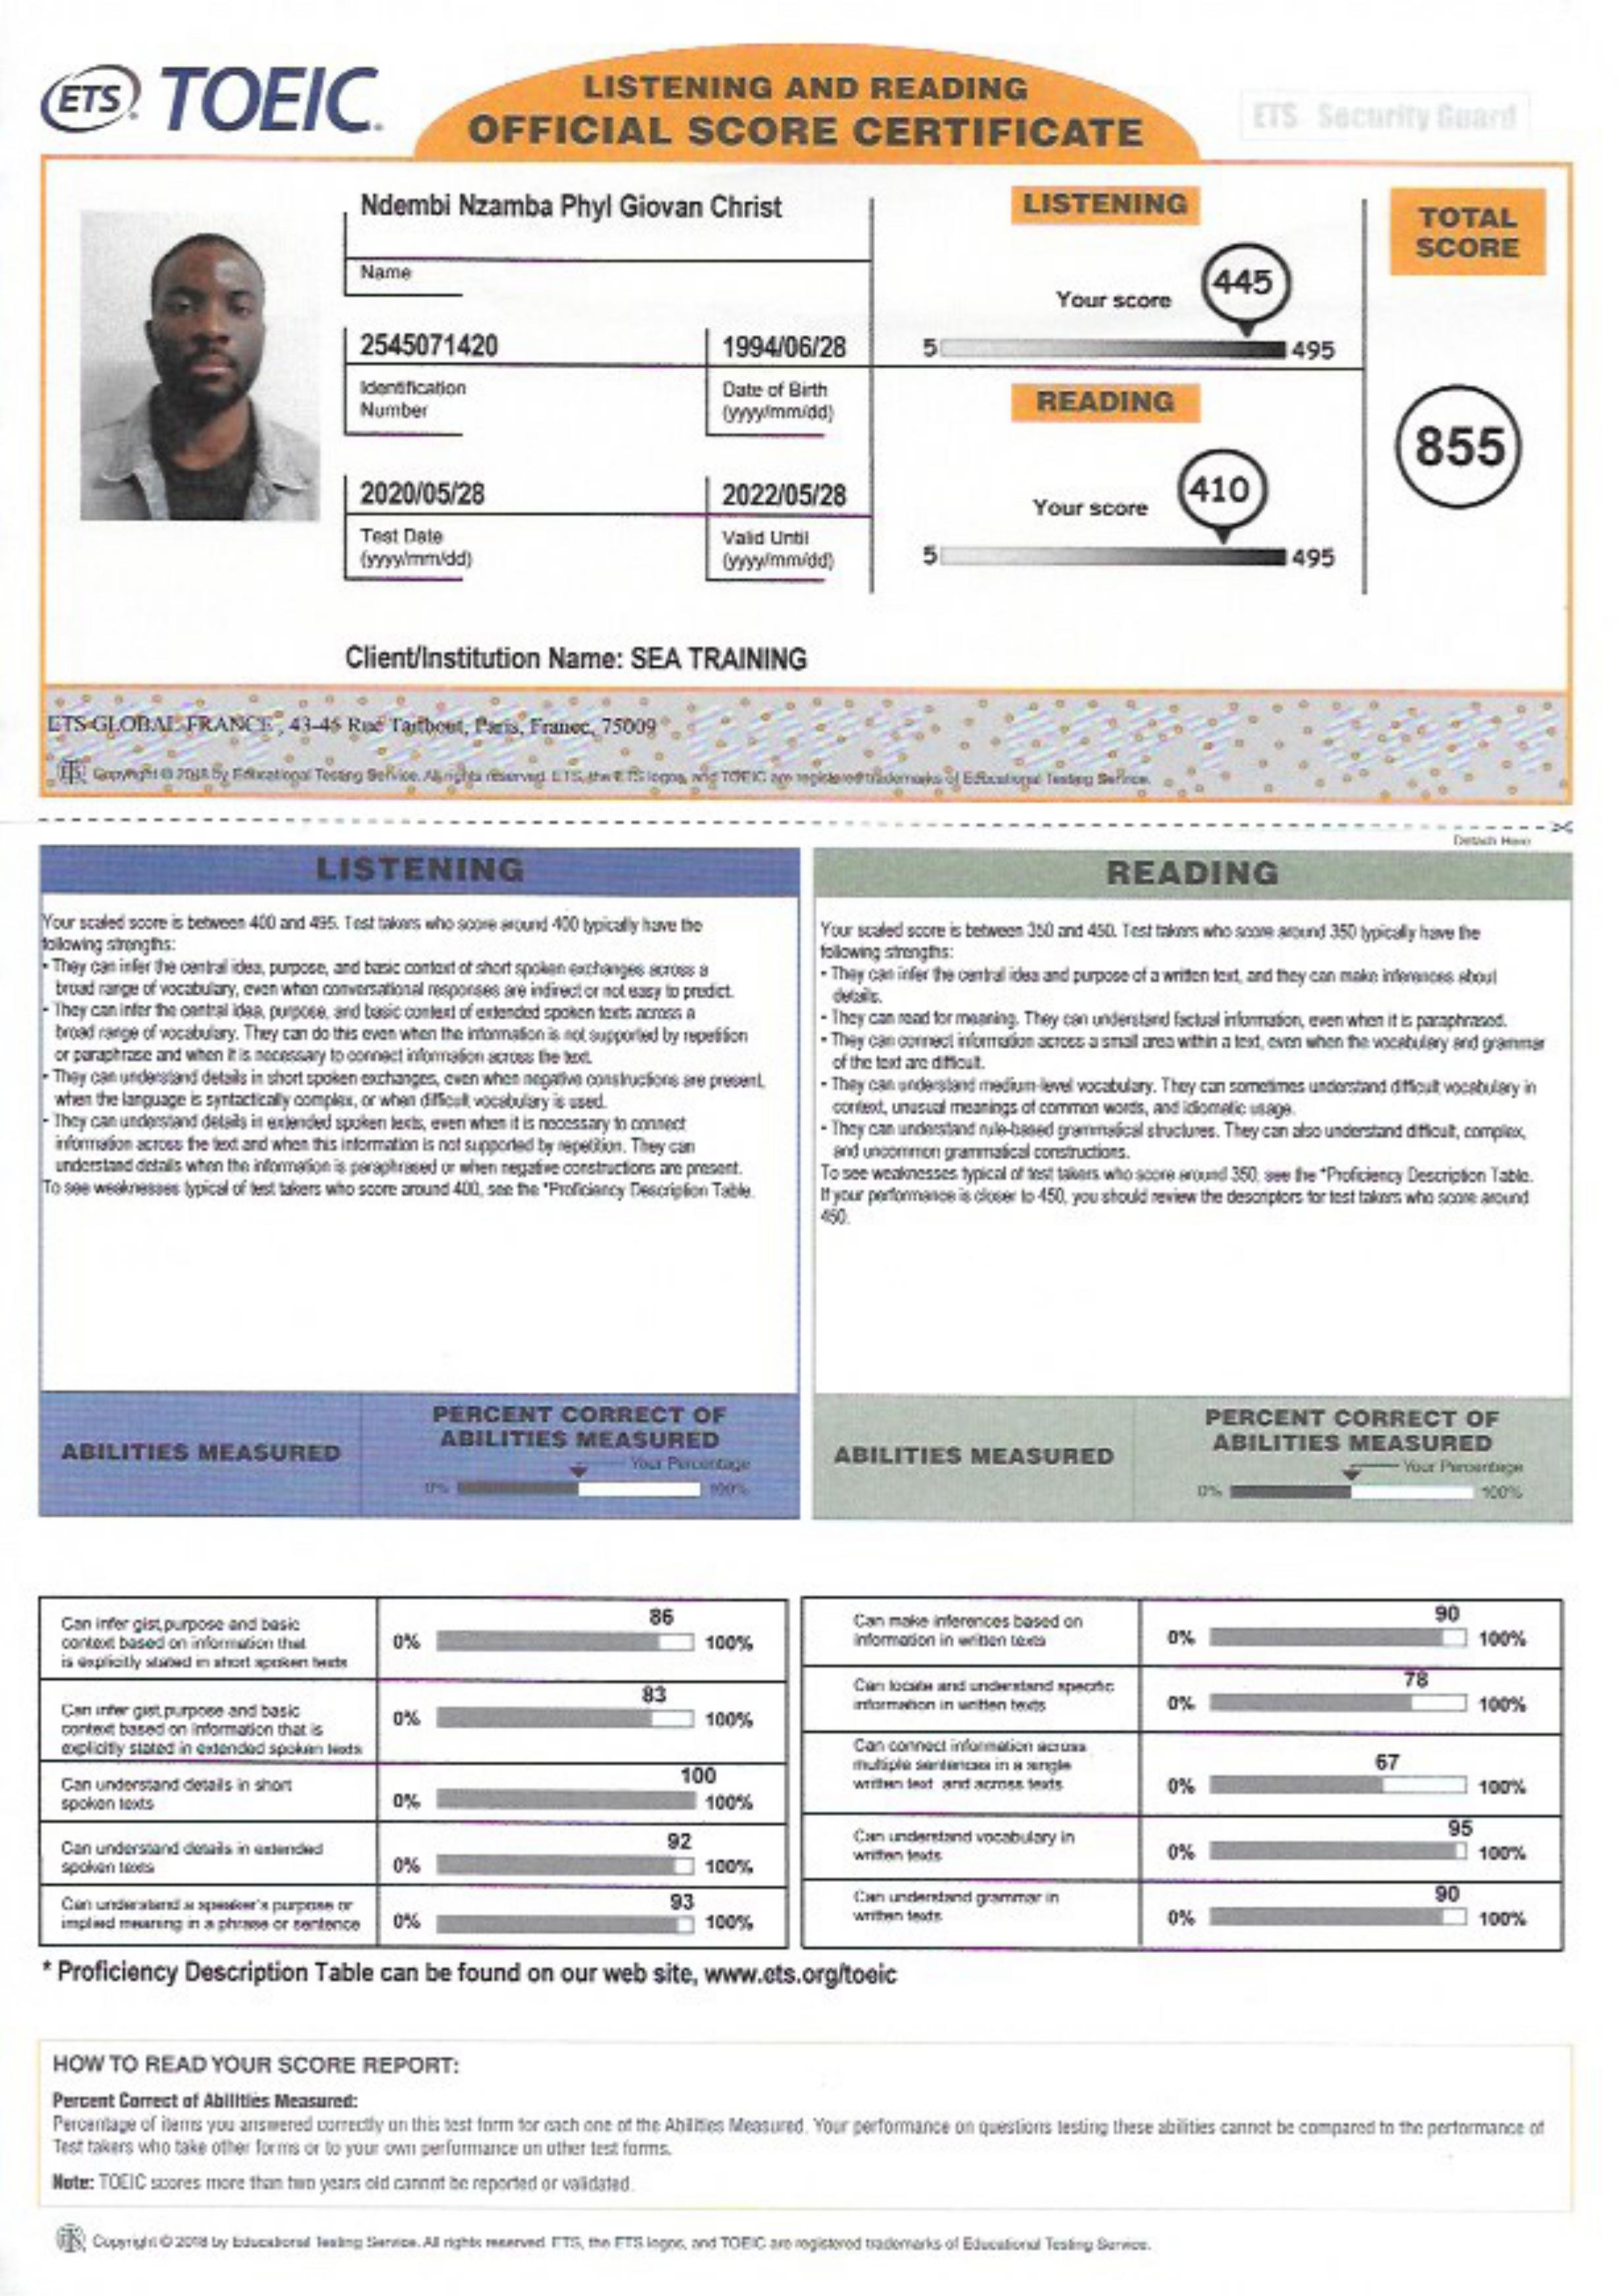 ETS TOEIC.
LISTENING AND READING
OFFICIAL SCORE CERTIFICATE
ETS Security Guard
Ndembi Nzamba Phyl Giovan Christ
Name
2545071420
Identification
Number
1994/06/28
Date of Birth
(yyyy/mm/dd)
2020/05/28
Test Date
(yyyy/mm/dd)
2022/05/28
Valid Until
(yyyy/mm/dd)
LISTENING
Your score 445
5 495
READING
Your score 410
5 495
TOTAL
SCORE
855
Client/Institution Name: SEA TRAINING
ETS GLOBAL FRANCE , 43-45 Rue Taitbout, Paris, France, 75009
ETS Copyright © 2018 by Educational Testing Service. All rights reserved. ETS, the ETS logos, and TOEIC are registered trademarks of Educational Testing Service.
Detach Here
LISTENING
Your scaled score is between 400 and 495. Test takers who score around 400 typically have the
following strengths:
• They can infer the central idea, purpose, and basic context of short spoken exchanges across a
broad range of vocabulary, even when conversational responses are indirect or not easy to predict.
• They can infer the central idea, purpose, and basic context of extended spoken texts across a
broad range of vocabulary. They can do this even when the information is not supported by repetition
or paraphrase and when it is necessary to connect information across the text.
• They can understand details in short spoken exchanges, even when negative constructions are present,
when the language is syntactically complex, or when difficult vocabulary is used.
• They can understand details in extended spoken texts, even when it is necessary to connect
information across the text and when this information is not supported by repetition. They can
understand details when the information is paraphrased or when negative constructions are present.
To see weaknesses typical of test takers who score around 400, see the *Proficiency Description Table.
ABILITIES MEASURED
PERCENT CORRECT OF
ABILITIES MEASURED
Your Percentage
0% 100%
READING
Your scaled score is between 350 and 450. Test takers who score around 350 typically have the
following strengths:
• They can infer the central idea and purpose of a written text, and they can make inferences about
details.
• They can read for meaning. They can understand factual information, even when it is paraphrased.
• They can connect information across a small area within a text, even when the vocabulary and grammar
of the text are difficult.
• They can understand medium-level vocabulary. They can sometimes understand difficult vocabulary in
context, unusual meanings of common words, and idiomatic usage.
• They can understand rule-based grammatical structures. They can also understand difficult, complex,
and uncommon grammatical constructions.
To see weaknesses typical of test takers who score around 350, see the *Proficiency Description Table.
If your performance is closer to 450, you should review the descriptors for test takers who score around
450.
ABILITIES MEASURED
PERCENT CORRECT OF
ABILITIES MEASURED
Your Percentage
0% 100%
Can infer gist,purpose and basic
context based on information that
is explicitly stated in short spoken texts
0% 86 100%
Can infer gist,purpose and basic
context based on information that is
explicitly stated in extended spoken texts
0% 83 100%
Can understand details in short
spoken texts
0% 100 100%
Can understand details in extended
spoken texts
0% 92 100%
Can understand a speaker's purpose or
implied meaning in a phrase or sentence
0% 93 100%
Can make inferences based on
information in written texts
0% 90 100%
Can locate and understand specific
information in written texts
0% 78 100%
Can connect information across
multiple sentences in a single
written text and across texts
0% 67 100%
Can understand vocabulary in
written texts
0% 95 100%
Can understand grammar in
written texts
0% 90 100%
* Proficiency Description Table can be found on our web site, www.ets.org/toeic
HOW TO READ YOUR SCORE REPORT:
Percent Correct of Abilities Measured:
Percentage of items you answered correctly on this test form for each one of the Abilities Measured. Your performance on questions testing these abilities cannot be compared to the performance of
Test takers who take other forms or to your own performance on other test forms.
Note: TOEIC scores more than two years old cannot be reported or validated.
ETS Copyright © 2018 by Educational Testing Service. All rights reserved. ETS, the ETS logos, and TOEIC are registered trademarks of Educational Testing Service.